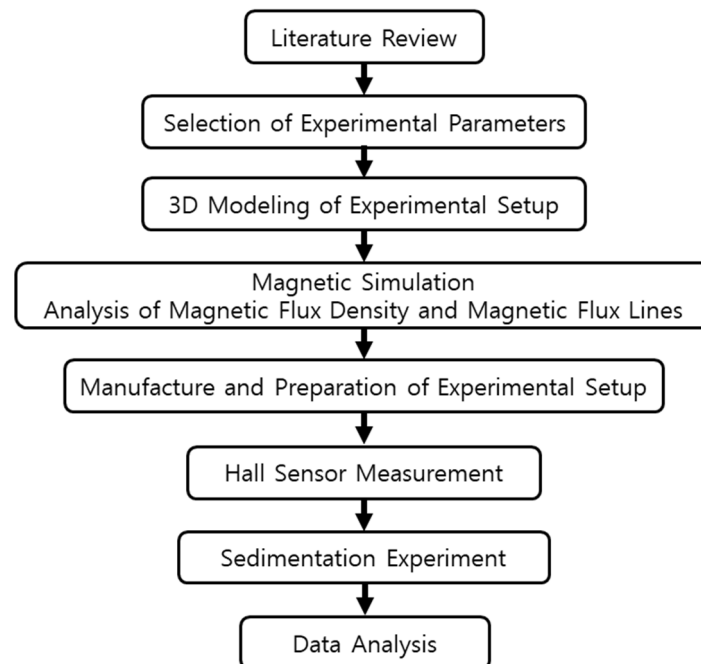 Literature Review
Selection of Experimental Parameters
3D Modeling of Experimental Setup
Magnetic Simulation
Analysis of Magnetic Flux Density and Magnetic Flux Lines
Manufacture and Preparation of Experimental Setup
Hall Sensor Measurement
Sedimentation Experiment
Data Analysis